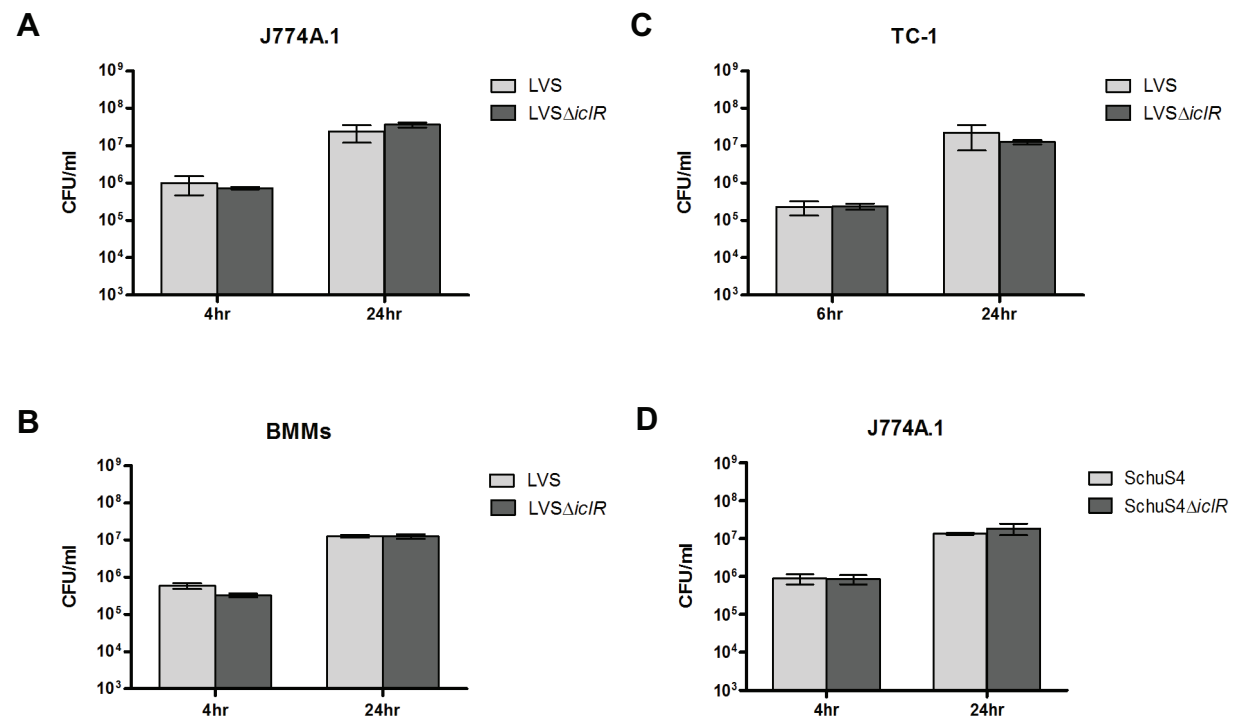 A
J774A.1
CFU/ml
10⁹
10⁸
10⁷
10⁶
10⁵
10⁴
10³
4hr 24hr
LVS
LVSΔiclR
C
TC-1
CFU/ml
10⁹
10⁸
10⁷
10⁶
10⁵
10⁴
10³
6hr 24hr
LVS
LVSΔiclR
B
BMMs
CFU/ml
10⁹
10⁸
10⁷
10⁶
10⁵
10⁴
10³
4hr 24hr
LVS
LVSΔiclR
D
J774A.1
CFU/ml
10⁹
10⁸
10⁷
10⁶
10⁵
10⁴
10³
4hr 24hr
SchuS4
SchuS4ΔiclR